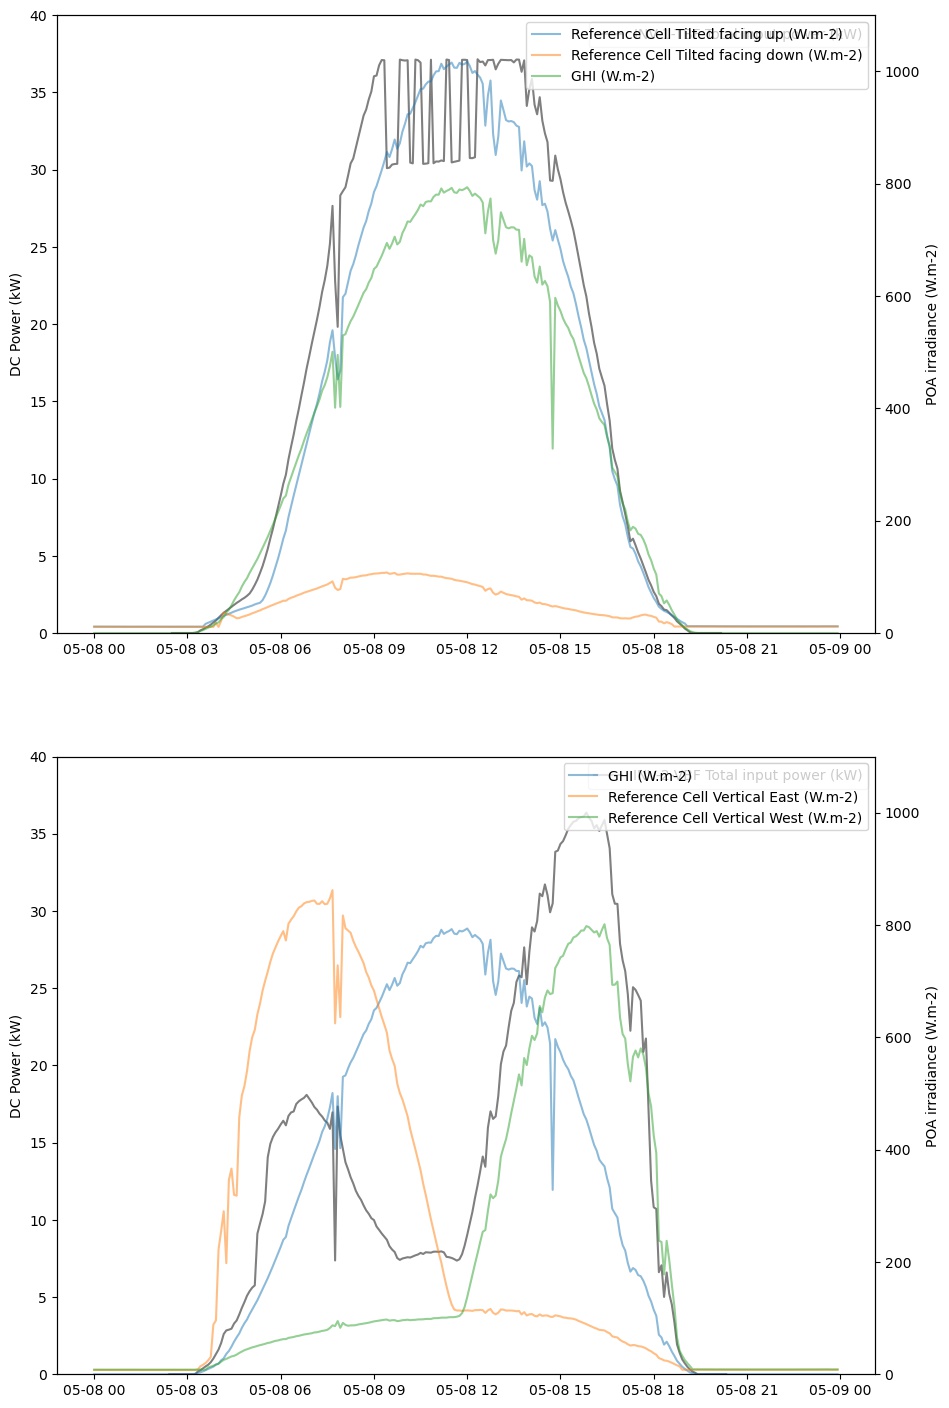 40
35
30
25
20
15
10
5
0
DC Power (kW)
Reference Cell Tilted facing up (W.m-2)
Reference Cell Tilted facing down (W.m-2)
GHI (W.m-2)
1000
800
600
400
200
0
POA irradiance (W.m-2)
05-08 00 05-08 03 05-08 06 05-08 09 05-08 12 05-08 15 05-08 18 05-08 21 05-09 00
40
35
30
25
20
15
10
5
0
DC Power (kW)
GHI (W.m-2) Total input power (kW)
Reference Cell Vertical East (W.m-2)
Reference Cell Vertical West (W.m-2)
1000
800
600
400
200
0
POA irradiance (W.m-2)
05-08 00 05-08 03 05-08 06 05-08 09 05-08 12 05-08 15 05-08 18 05-08 21 05-09 00